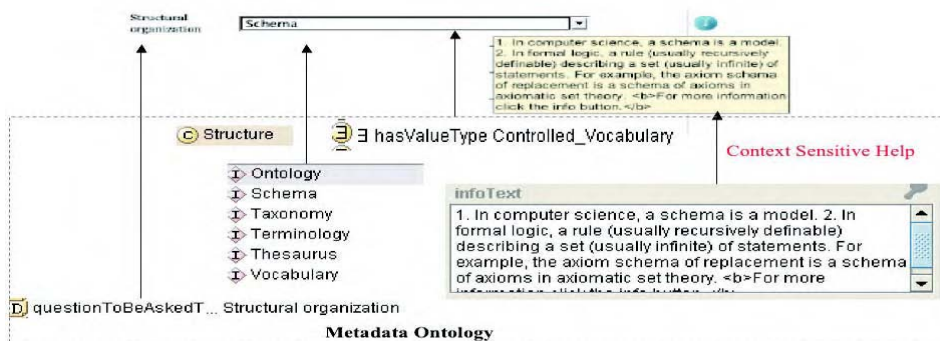 Structural
organization
Schema
1. In computer science, a schema is a model.
2. In formal logic, a rule (usually recursively
definable) describing a set (usually infinite) of
statements. For example, the axiom schema
of replacement is a schema of axioms in
axiomatic set theory. <b>For more information
click the info button.</b>
C Structure
∃ ∃ hasValueType Controlled_Vocabulary
Context Sensitive Help
I Ontology
I Schema
I Taxonomy
I Terminology
I Thesaurus
I Vocabulary
infoText
1. In computer science, a schema is a model. 2. In
formal logic, a rule (usually recursively definable)
describing a set (usually infinite) of statements. For
example, the axiom schema of replacement is a schema
of axioms in axiomatic set theory. <b>For more
information click the info button. </b>
D questionToBeAskedT... Structural organization
Metadata Ontology